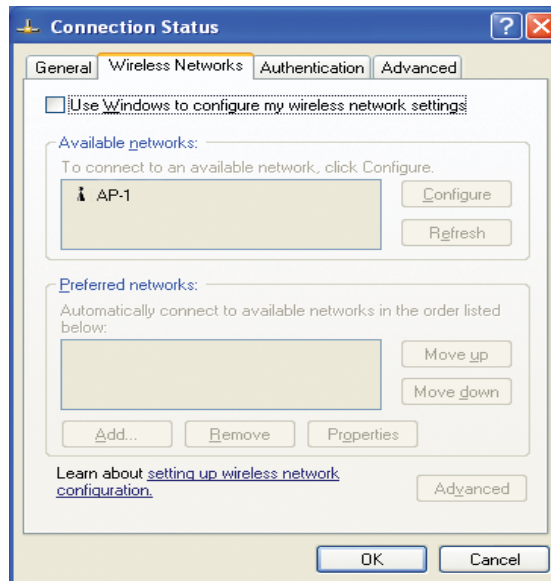 Connection Status
General Wireless Networks Authentication Advanced
Use Windows to configure my wireless network settings
Available networks:
To connect to an available network, click Configure.
AP-1
Configure
Refresh
Preferred networks:
Automatically connect to available networks in the order listed
below:
Move up
Move down
Add... Remove Properties
Learn about setting up wireless network
configuration.
Advanced
OK Cancel